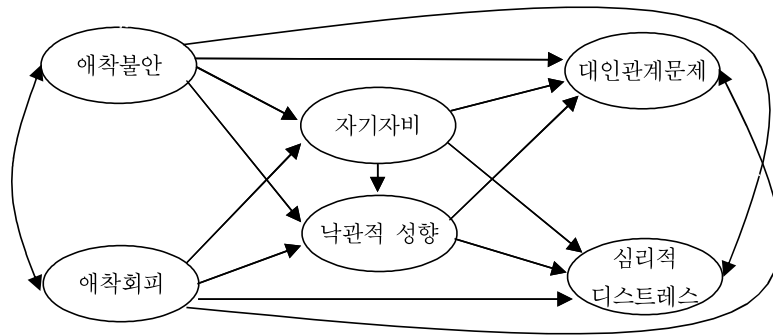 애착불안
대인관계문제
자기자비
낙관적 성향
애착회피
심리적
디스트레스